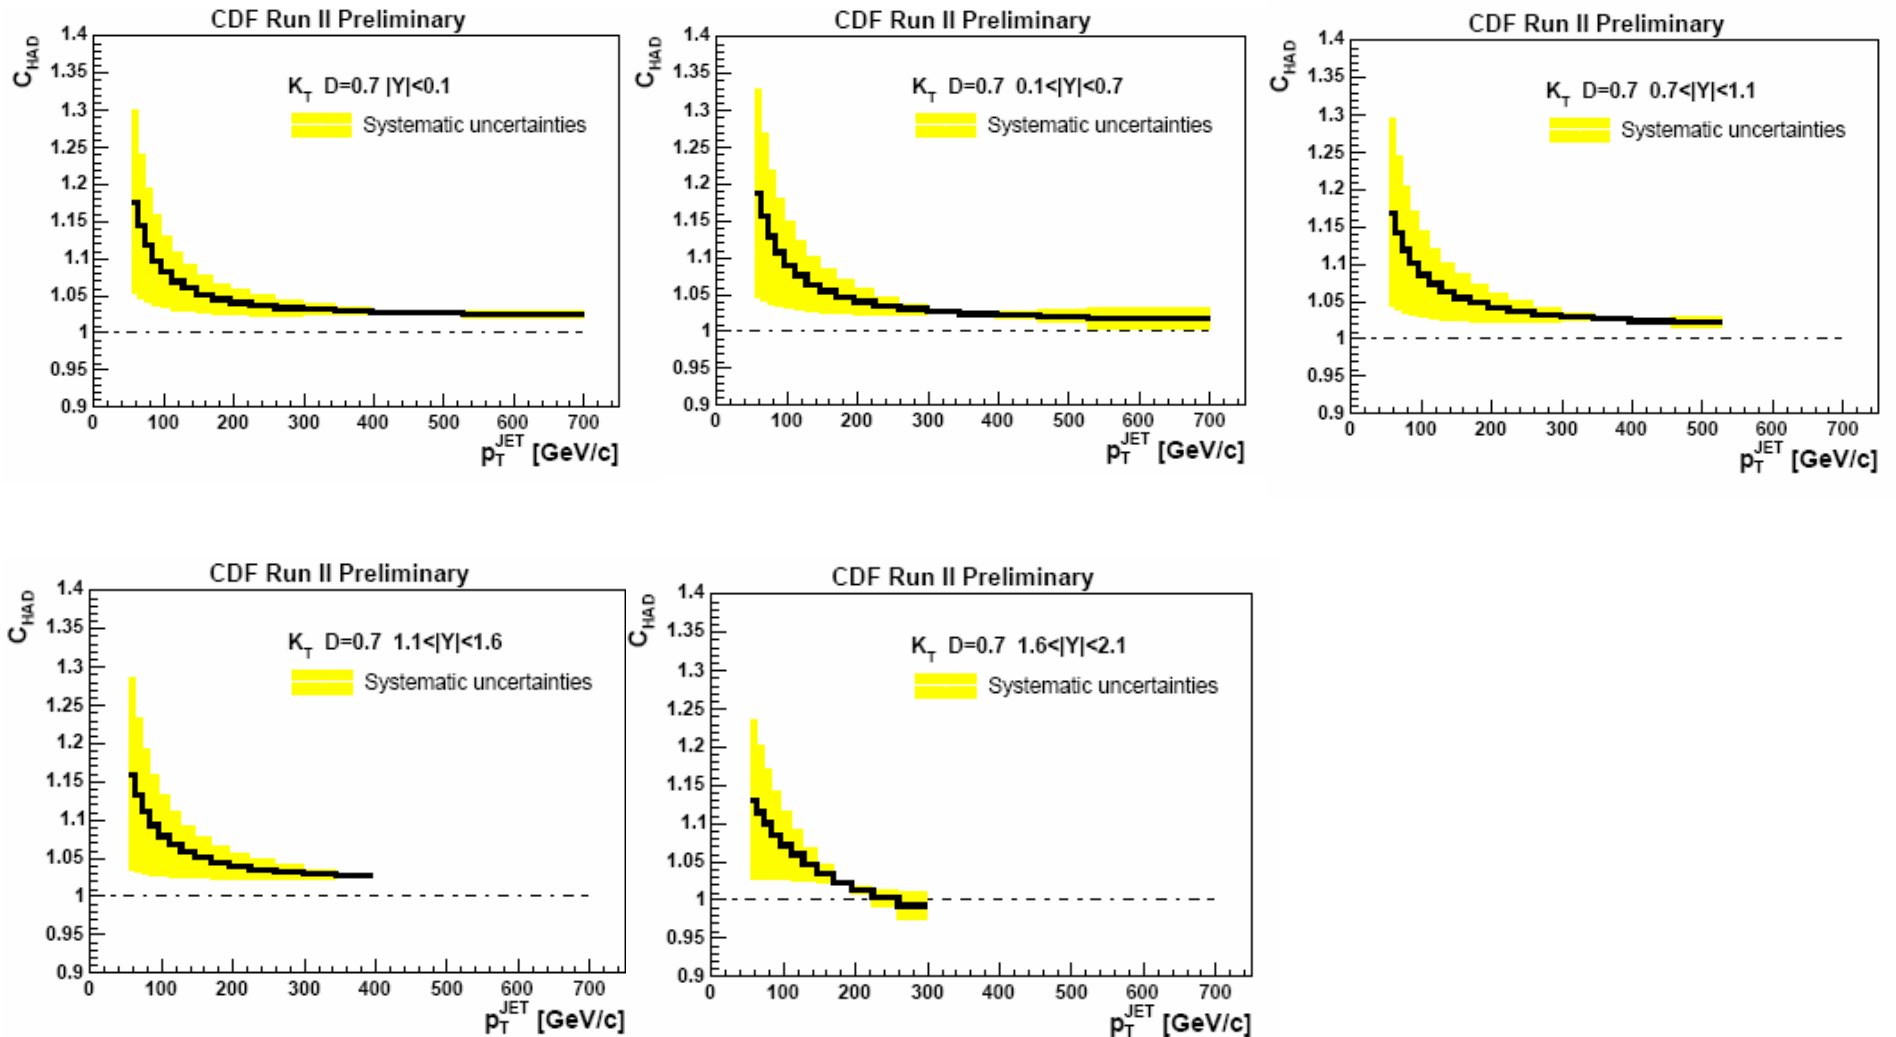 CDF Run II Preliminary
C_HAD
K_T D=0.7 |Y|<0.1
Systematic uncertainties
1.4
1.35
1.3
1.25
1.2
1.15
1.1
1.05
1
0.95
0.9
0 100 200 300 400 500 600 700
p_T^JET [GeV/c]
CDF Run II Preliminary
C_HAD
K_T D=0.7 0.1<|Y|<0.7
Systematic uncertainties
1.4
1.35
1.3
1.25
1.2
1.15
1.1
1.05
1
0.95
0.9
0 100 200 300 400 500 600 700
p_T^JET [GeV/c]
CDF Run II Preliminary
C_HAD
K_T D=0.7 0.7<|Y|<1.1
Systematic uncertainties
1.4
1.35
1.3
1.25
1.2
1.15
1.1
1.05
1
0.95
0.9
0 100 200 300 400 500 600 700
p_T^JET [GeV/c]
CDF Run II Preliminary
C_HAD
K_T D=0.7 1.1<|Y|<1.6
Systematic uncertainties
1.4
1.35
1.3
1.25
1.2
1.15
1.1
1.05
1
0.95
0.9
0 100 200 300 400 500 600 700
p_T^JET [GeV/c]
CDF Run II Preliminary
C_HAD
K_T D=0.7 1.6<|Y|<2.1
Systematic uncertainties
1.4
1.35
1.3
1.25
1.2
1.15
1.1
1.05
1
0.95
0.9
0 100 200 300 400 500 600 700
p_T^JET [GeV/c]